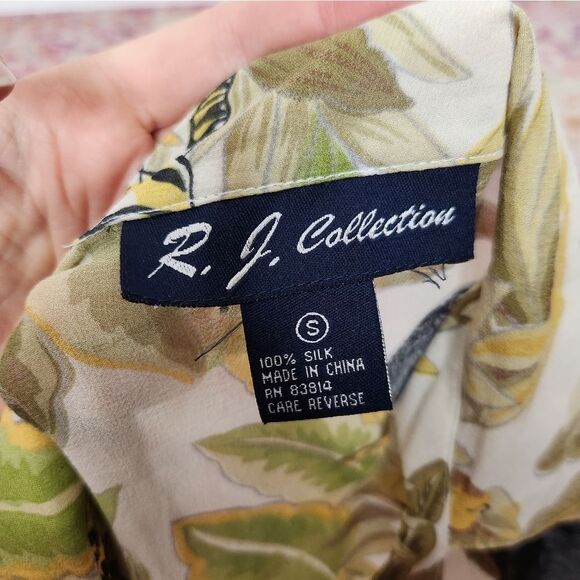 R. J. Collection
S
100% SILK
MADE IN CHINA
RN 83814
CARE REVERSE